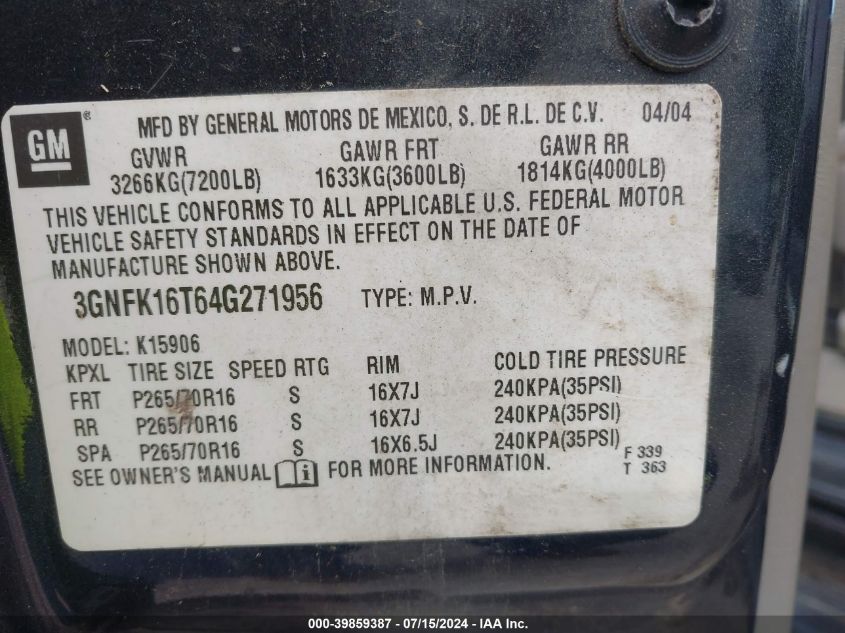 GM ® MFD BY GENERAL MOTORS DE MEXICO, S. DE R.L. DE C.V. 04/04
GVWR GAWR FRT GAWR RR
3266KG(7200LB) 1633KG(3600LB) 1814KG(4000LB)
THIS VEHICLE CONFORMS TO ALL APPLICABLE U.S. FEDERAL MOTOR
VEHICLE SAFETY STANDARDS IN EFFECT ON THE DATE OF
MANUFACTURE SHOWN ABOVE.
3GNFK16T64G271956 TYPE: M.P.V.
MODEL: K15906
KPXL TIRE SIZE SPEED RTG RIM COLD TIRE PRESSURE
FRT P265/70R16 S 16X7J 240KPA(35PSI)
RR P265/70R16 S 16X7J 240KPA(35PSI)
SPA P265/70R16 S 16X6.5J 240KPA(35PSI)
F 339
SEE OWNER'S MANUAL i FOR MORE INFORMATION.
T 363
000-39859387 - 07/15/2024 - IAA Inc.